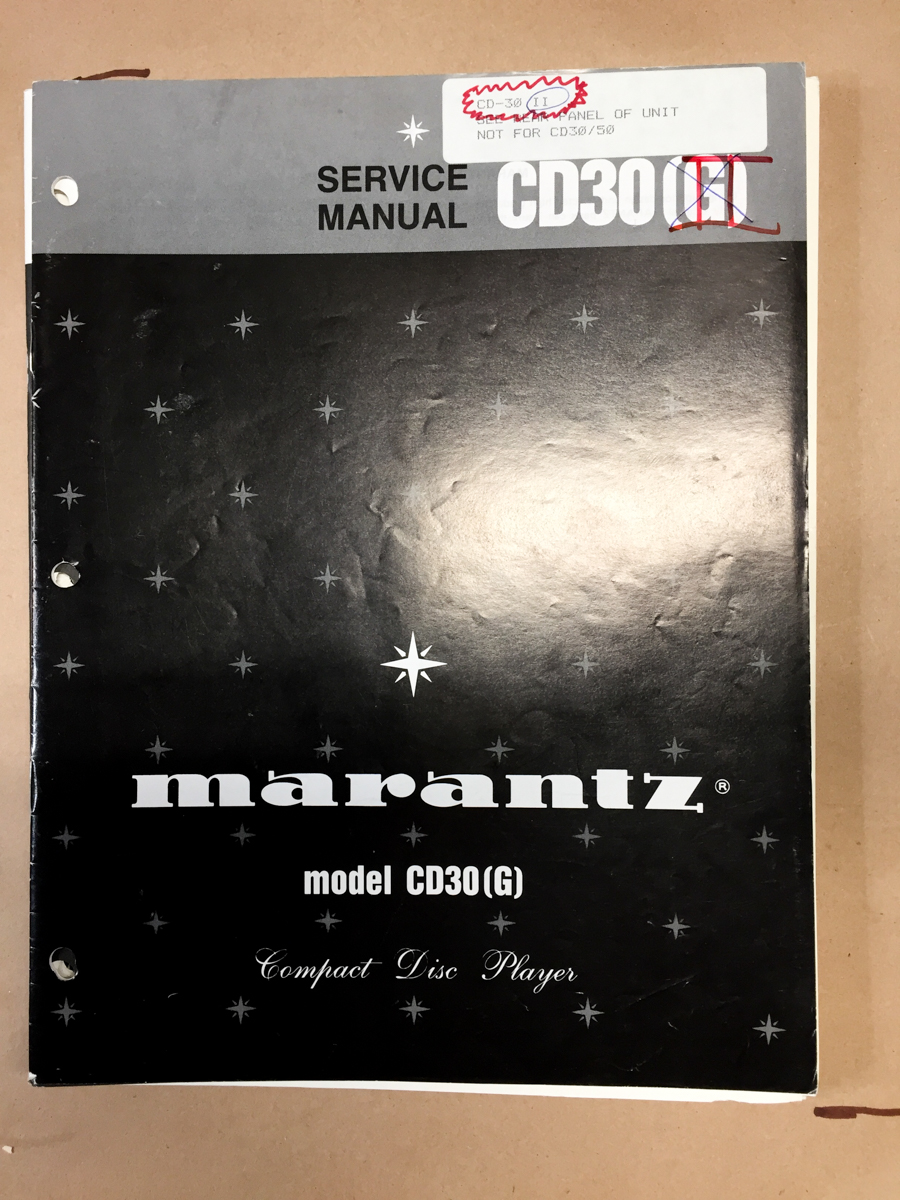 CD-30 II
SEE REAR PANEL OF UNIT
NOT FOR CD30/50
SERVICE
MANUAL
CD30(G)
II
marantz®
model CD30(G)
Compact Disc Player